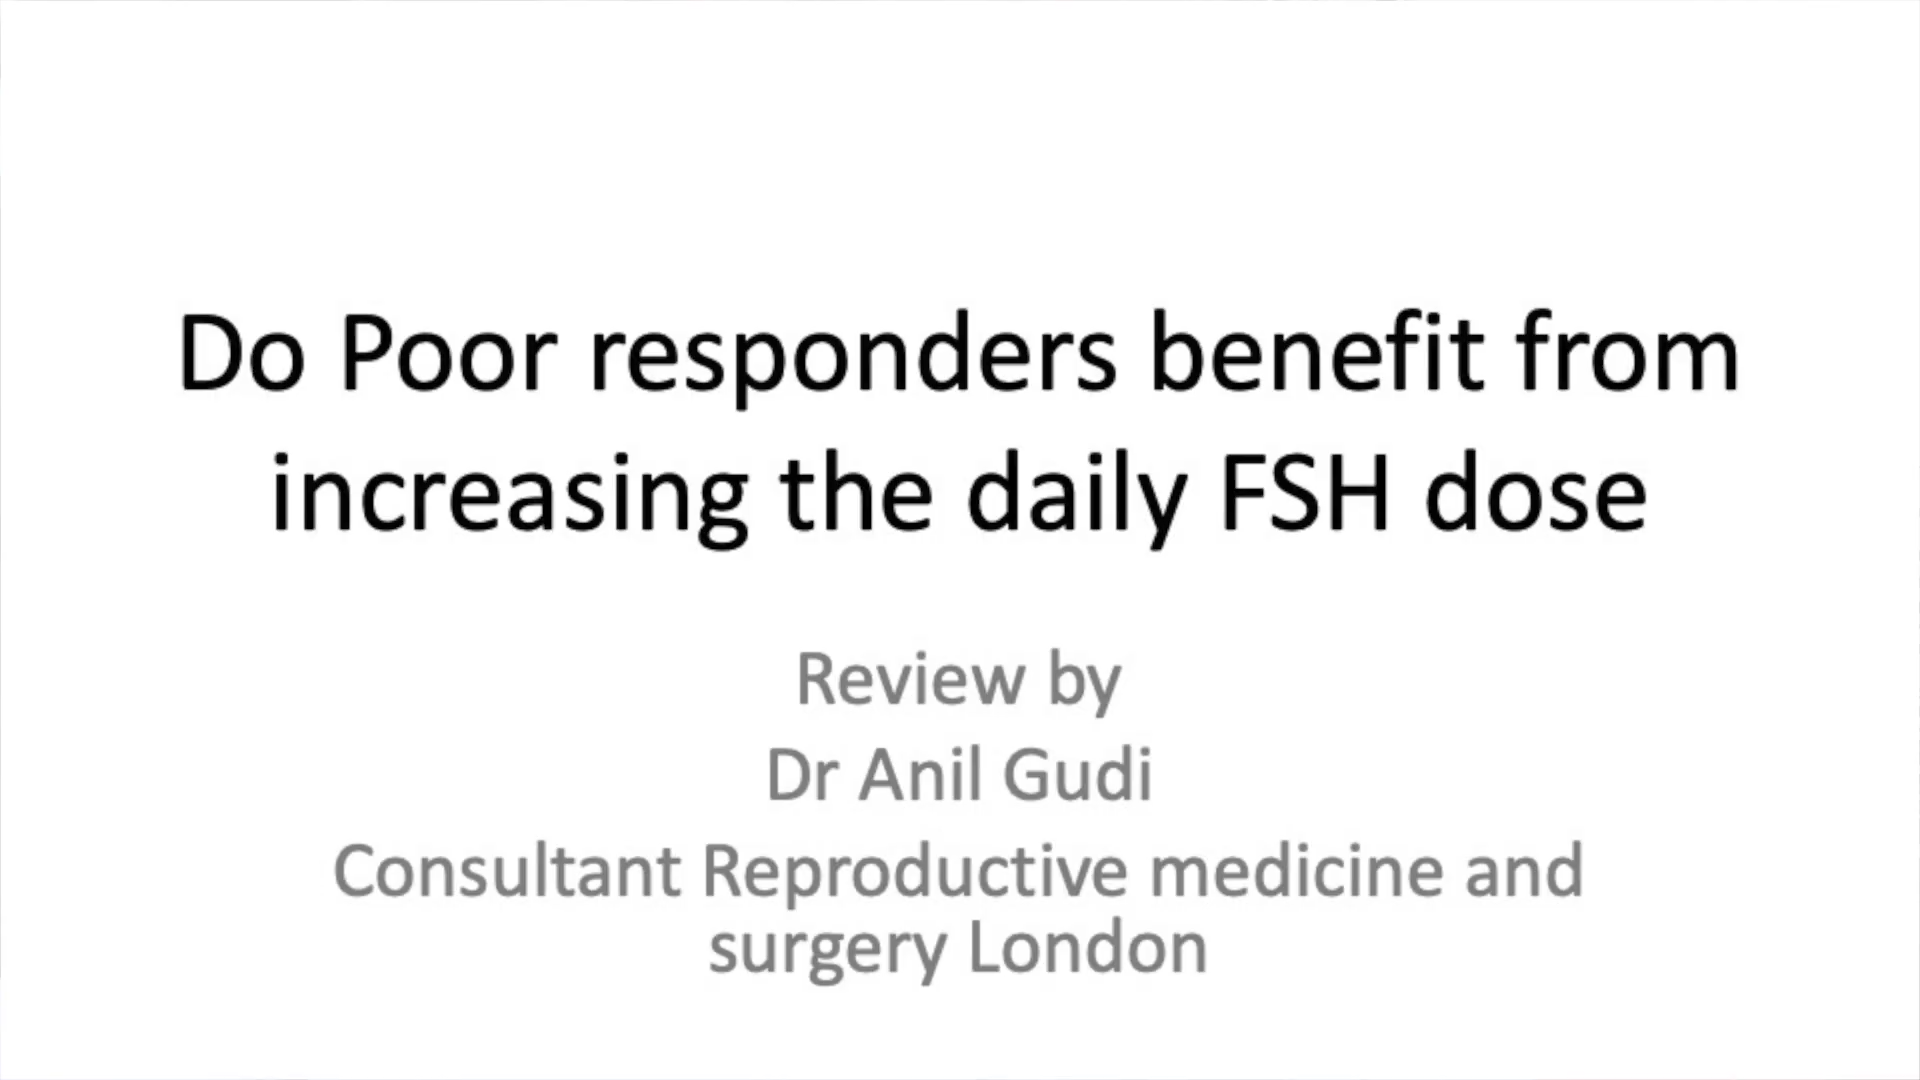 Do Poor responders benefit from
increasing the daily FSH dose
Review by
Dr Anil Gudi
Consultant Reproductive medicine and
surgery London